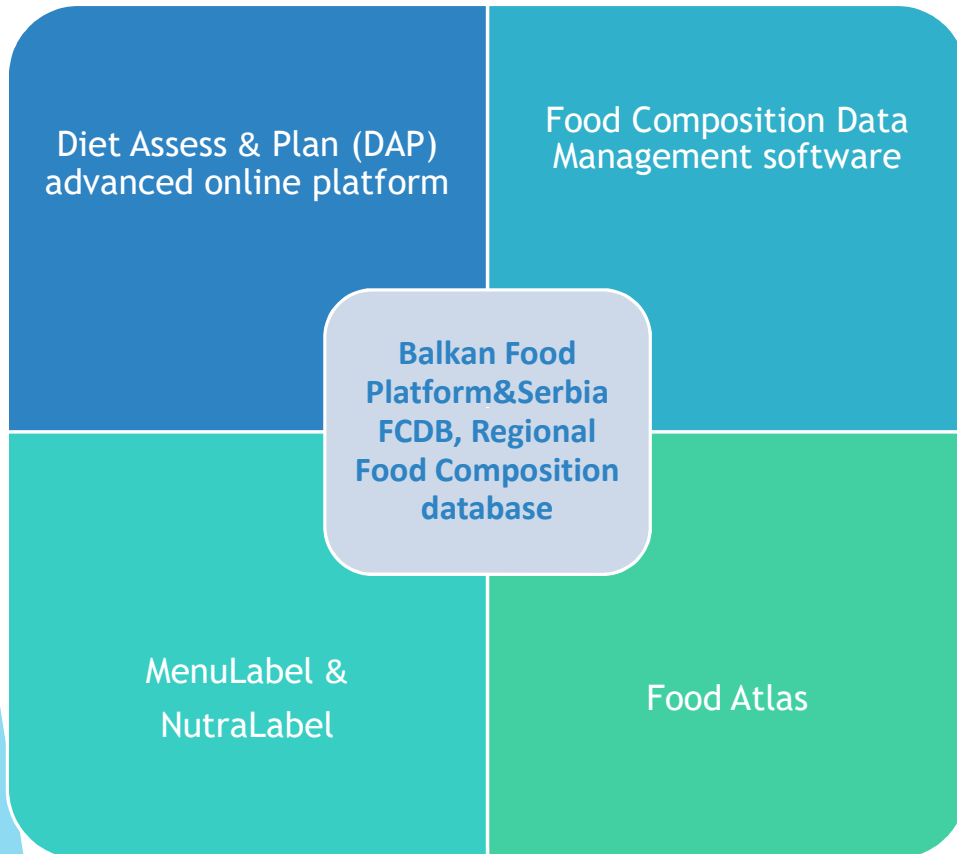 Diet Assess & Plan (DAP)
advanced online platform
Food Composition Data
Management software
Balkan Food
Platform&Serbia
FCDB, Regional
Food Composition
database
MenuLabel &
NutraLabel
Food Atlas